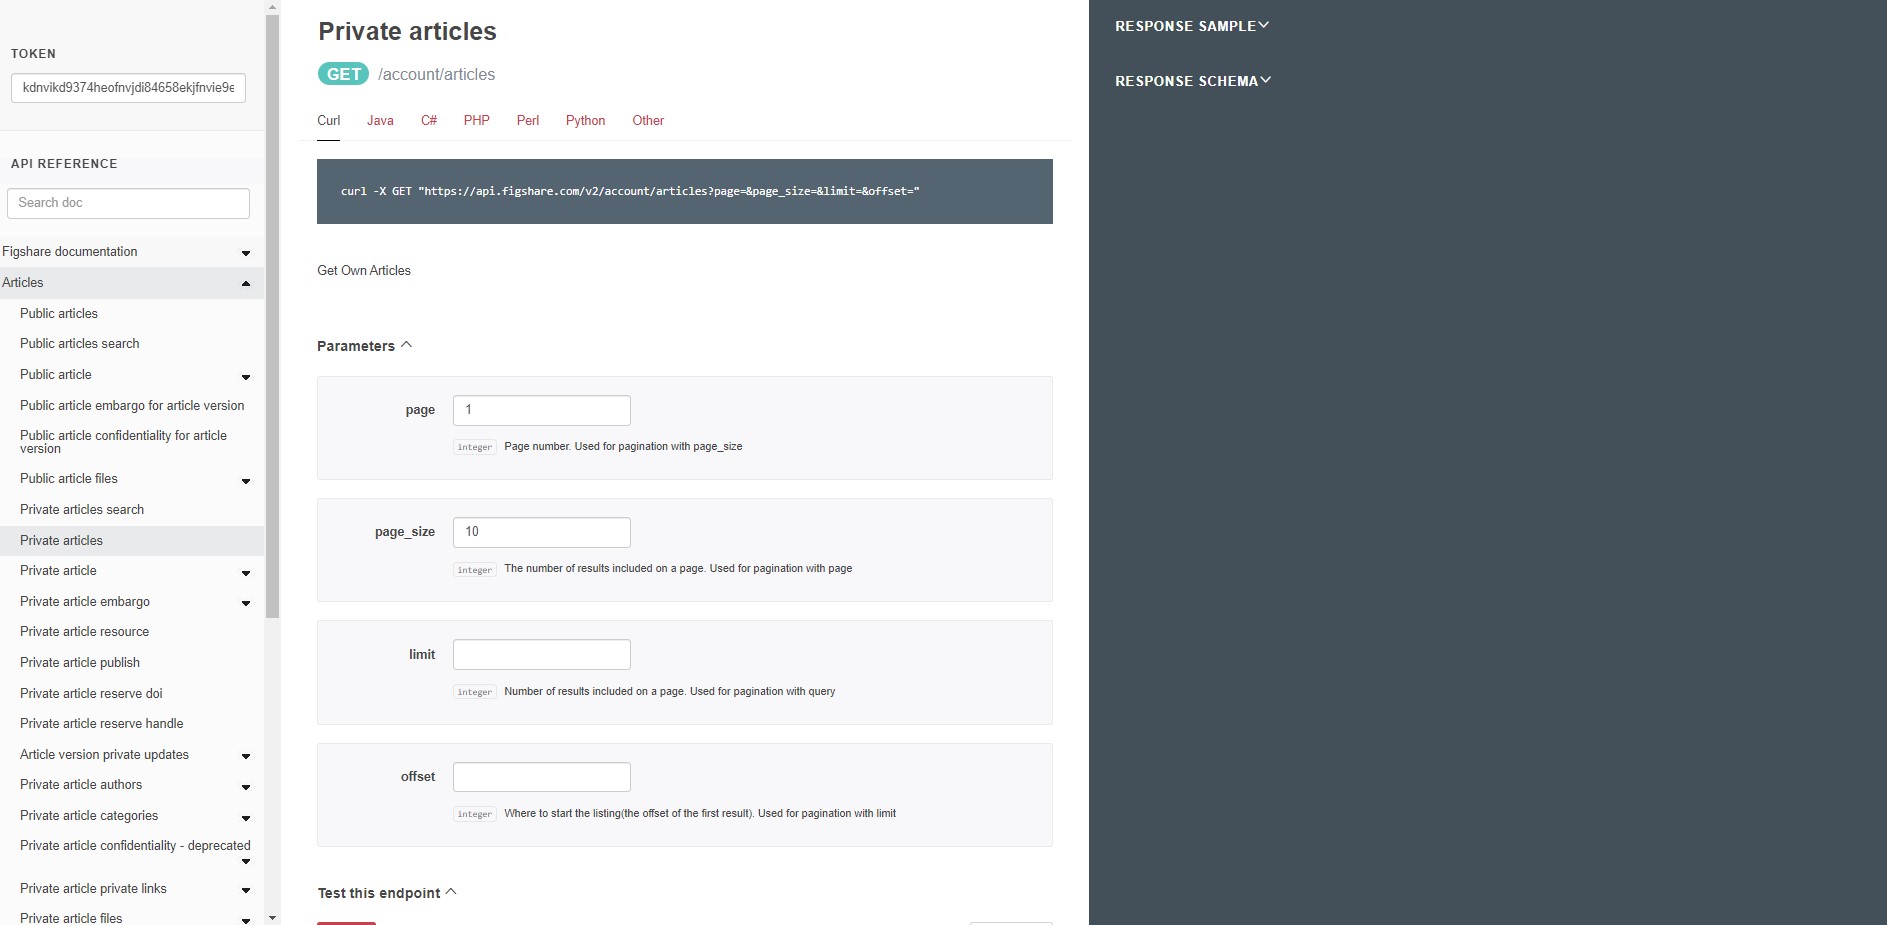 TOKEN
kdnvikd9374heofnvjdi84658ekjfnvie9e
API REFERENCE
Search doc
Figshare documentation
Articles
Public articles
Public articles search
Public article
Public article embargo for article version
Public article confidentiality for article
version
Public article files
Private articles search
Private articles
Private article
Private article embargo
Private article resource
Private article publish
Private article reserve doi
Private article reserve handle
Article version private updates
Private article authors
Private article categories
Private article confidentiality - deprecated
Private article private links
Private article files
Private articles
GET /account/articles
Curl Java C# PHP Perl Python Other
curl -X GET "https://api.figshare.com/v2/account/articles?page=&page_size=&limit=&offset="
Get Own Articles
Parameters
page 1
integer Page number. Used for pagination with page_size
page_size 10
integer The number of results included on a page. Used for pagination with page
limit
integer Number of results included on a page. Used for pagination with query
offset
integer Where to start the listing(the offset of the first result). Used for pagination with limit
Test this endpoint
RESPONSE SAMPLE
RESPONSE SCHEMA